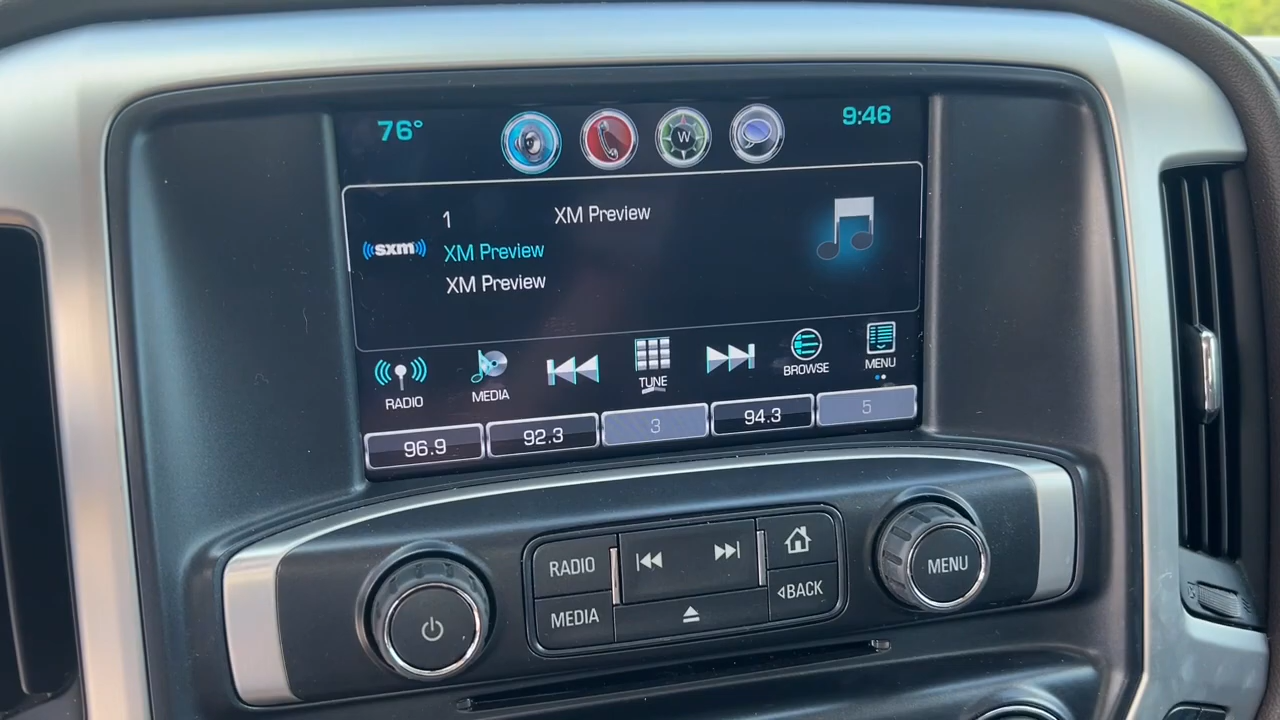 76° W 9:46
1 XM Preview
((sxm)) XM Preview
XM Preview
RADIO MEDIA TUNE BROWSE MENU
96.9 92.3 3 94.3 5
RADIO MENU
MEDIA BACK